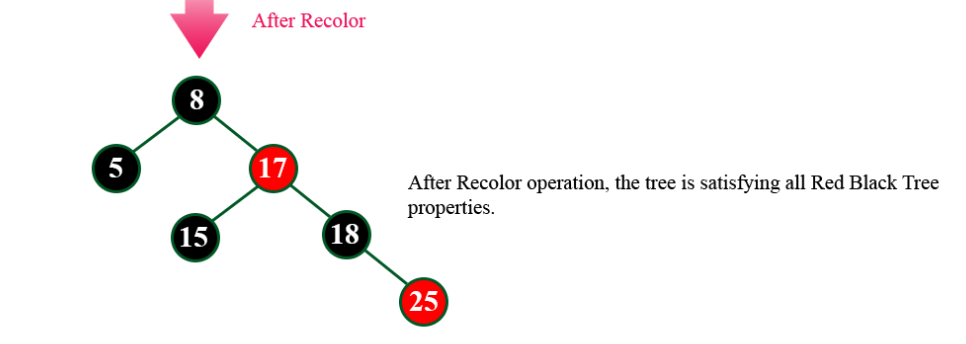 After Recolor
8
5
17
After Recolor operation, the tree is satisfying all Red Black Tree
properties.
15
18
25